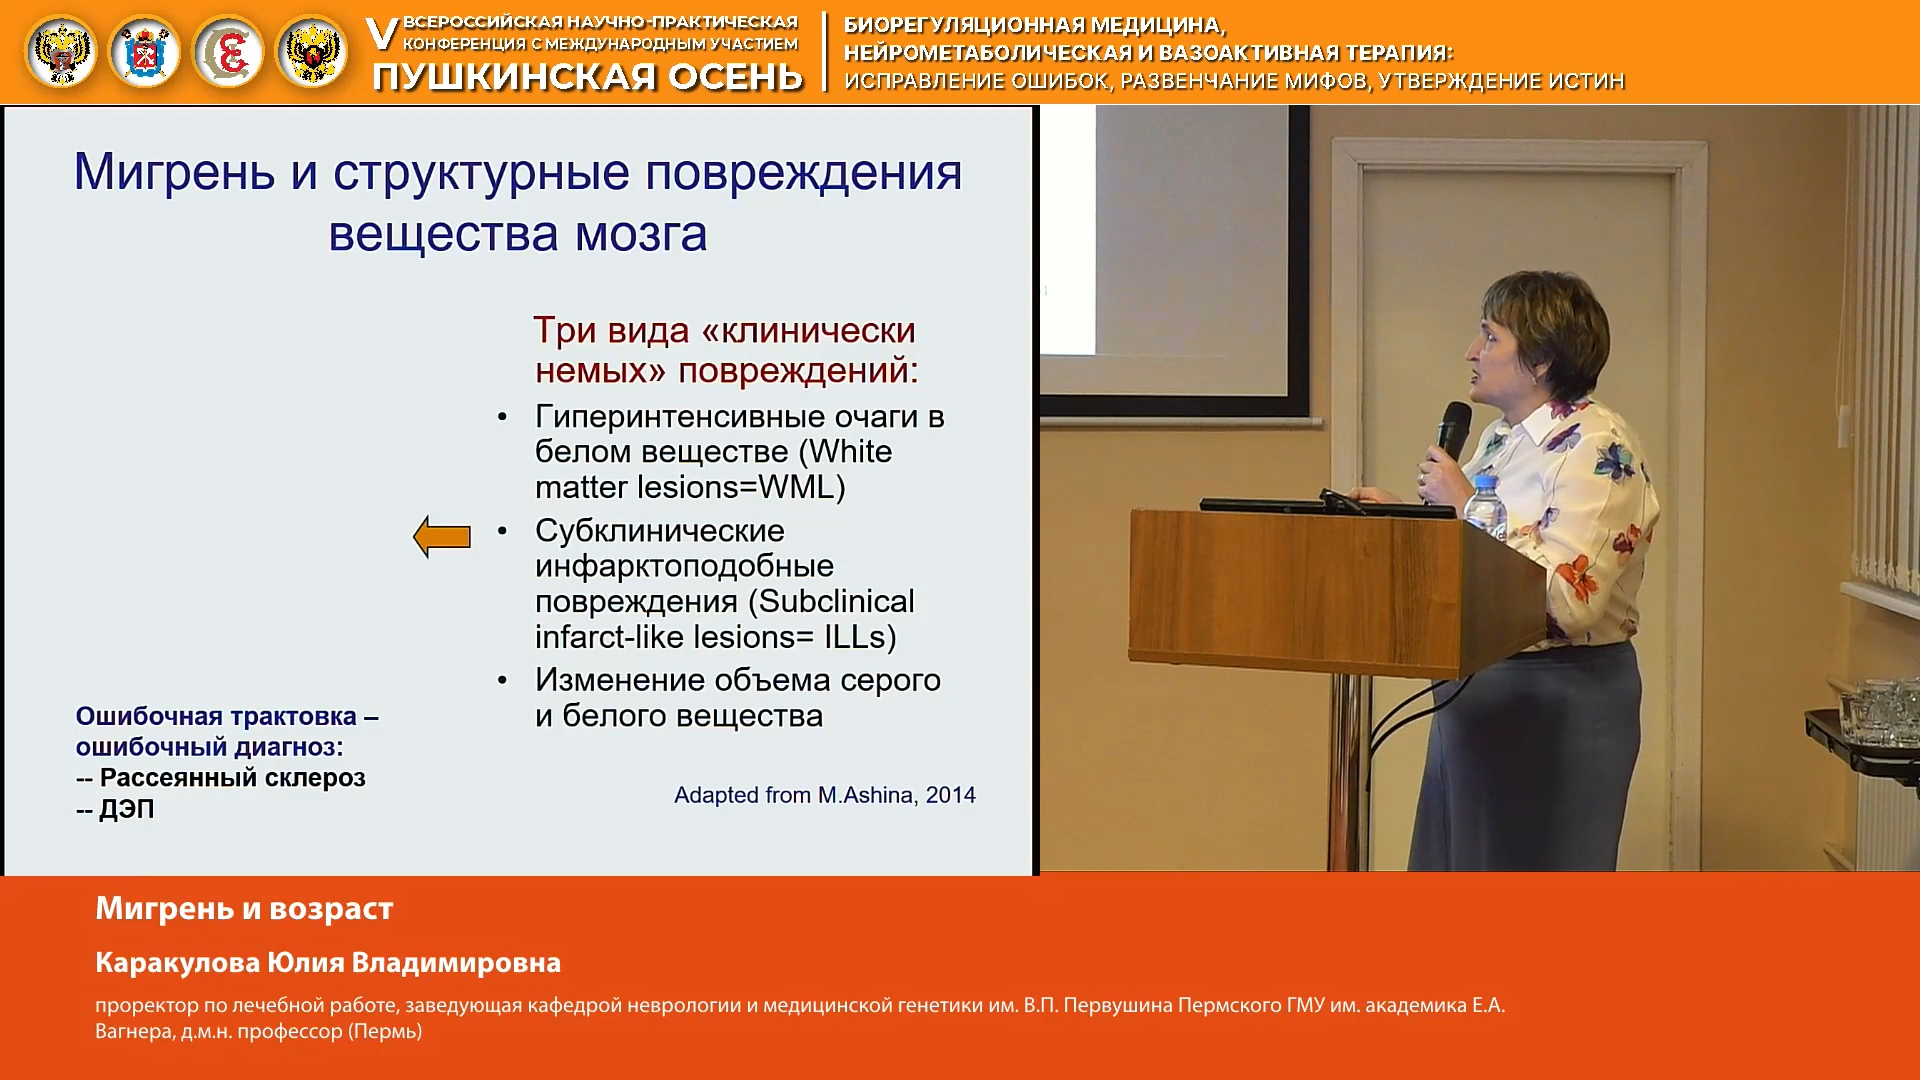 V ВСЕРОССИЙСКАЯ НАУЧНО-ПРАКТИЧЕСКАЯ
КОНФЕРЕНЦИЯ С МЕЖДУНАРОДНЫМ УЧАСТИЕМ
ПУШКИНСКАЯ ОСЕНЬ
БИОРЕГУЛЯЦИОННАЯ МЕДИЦИНА,
НЕЙРОМЕТАБОЛИЧЕСКАЯ И ВАЗОАКТИВНАЯ ТЕРАПИЯ:
ИСПРАВЛЕНИЕ ОШИБОК, РАЗВЕНЧАНИЕ МИФОВ, УТВЕРЖДЕНИЕ ИСТИН
Мигрень и структурные повреждения
вещества мозга
Три вида «клинически
немых» повреждений:
• Гиперинтенсивные очаги в
белом веществе (White
matter lesions=WML)
• Субклинические
инфарктоподобные
повреждения (Subclinical
infarct-like lesions= ILLs)
• Изменение объема серого
и белого вещества
Ошибочная трактовка –
ошибочный диагноз:
-- Рассеянный склероз
-- ДЭП
Adapted from M.Ashina, 2014
Мигрень и возраст
Каракулова Юлия Владимировна
проректор по лечебной работе, заведующая кафедрой неврологии и медицинской генетики им. В.П. Первушина Пермского ГМУ им. академика Е.А.
Вагнера, д.м.н. профессор (Пермь)